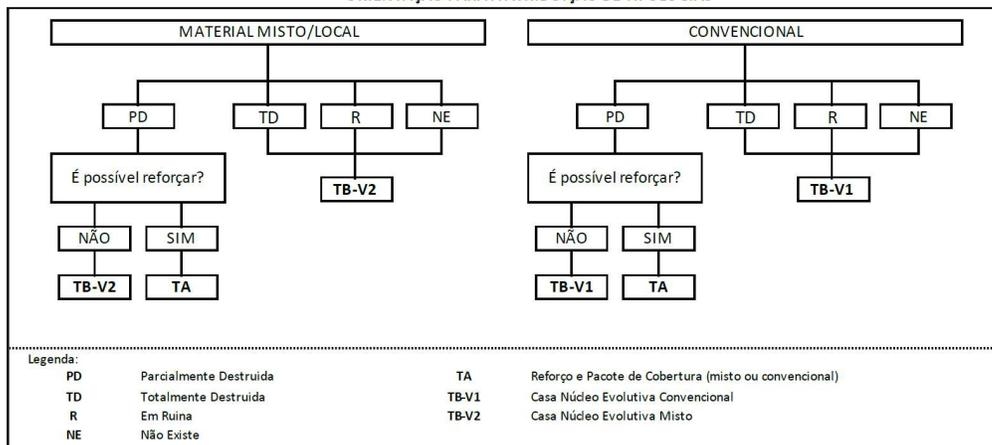 MATERIAL MISTO/LOCAL
CONVENCIONAL
PD
TD
R
NE
PD
TD
R
NE
É possível reforçar?
TB-V2
É possível reforçar?
TB-V1
NÃO
SIM
NÃO
SIM
TB-V2
TA
TB-V1
TA
Legenda:
PD Parcialmente Destruida
TA Reforço e Pacote de Cobertura (misto ou convencional)
TD Totalmente Destruida
TB-V1 Casa Núcleo Evolutiva Convencional
R Em Ruina
TB-V2 Casa Núcleo Evolutiva Misto
NE Não Existe